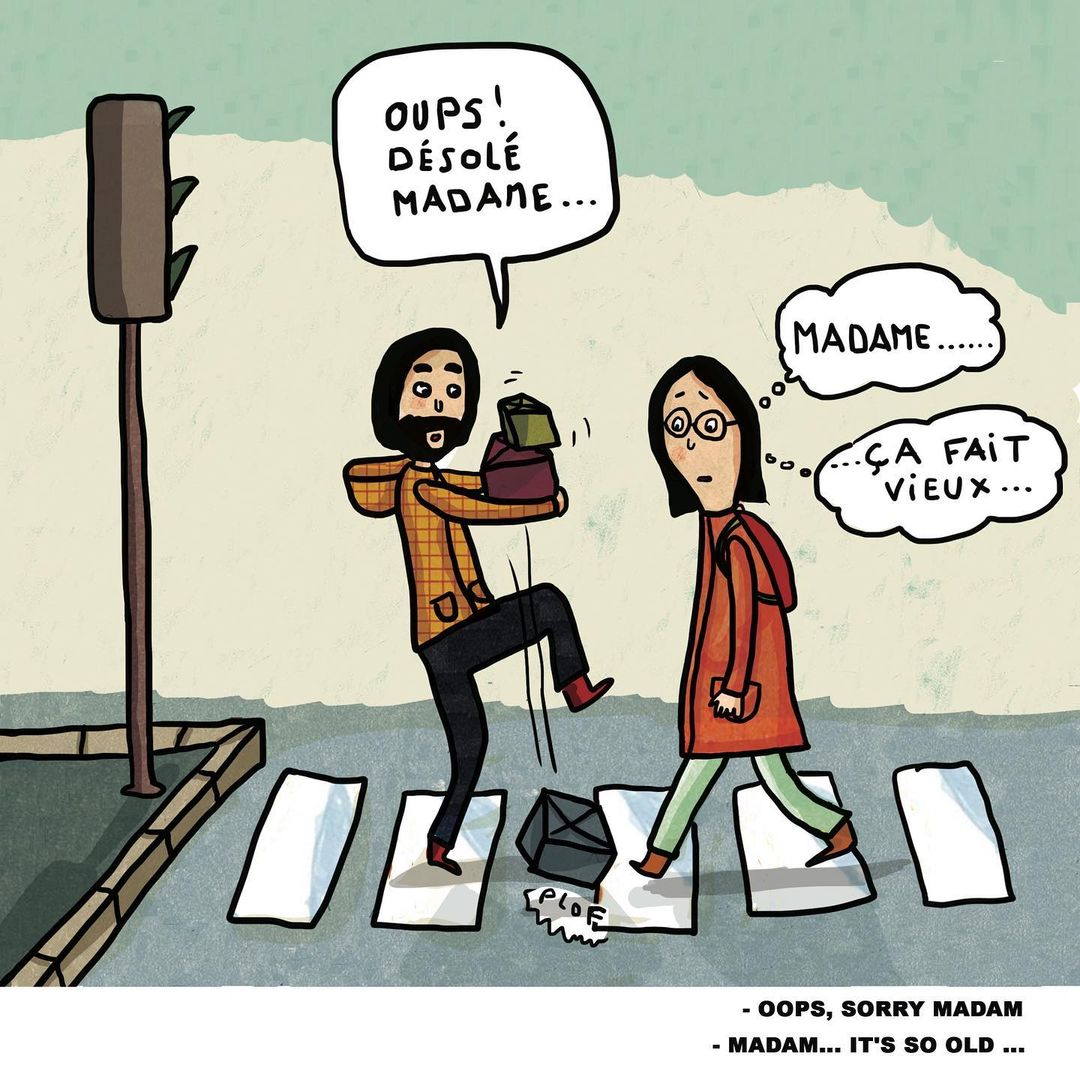 OUPS!
DÉSOLÉ
MADAME...
MADAME......
...ÇA FAIT
VIEUX...
PLOF
- OOPS, SORRY MADAM
- MADAM... IT'S SO OLD ...